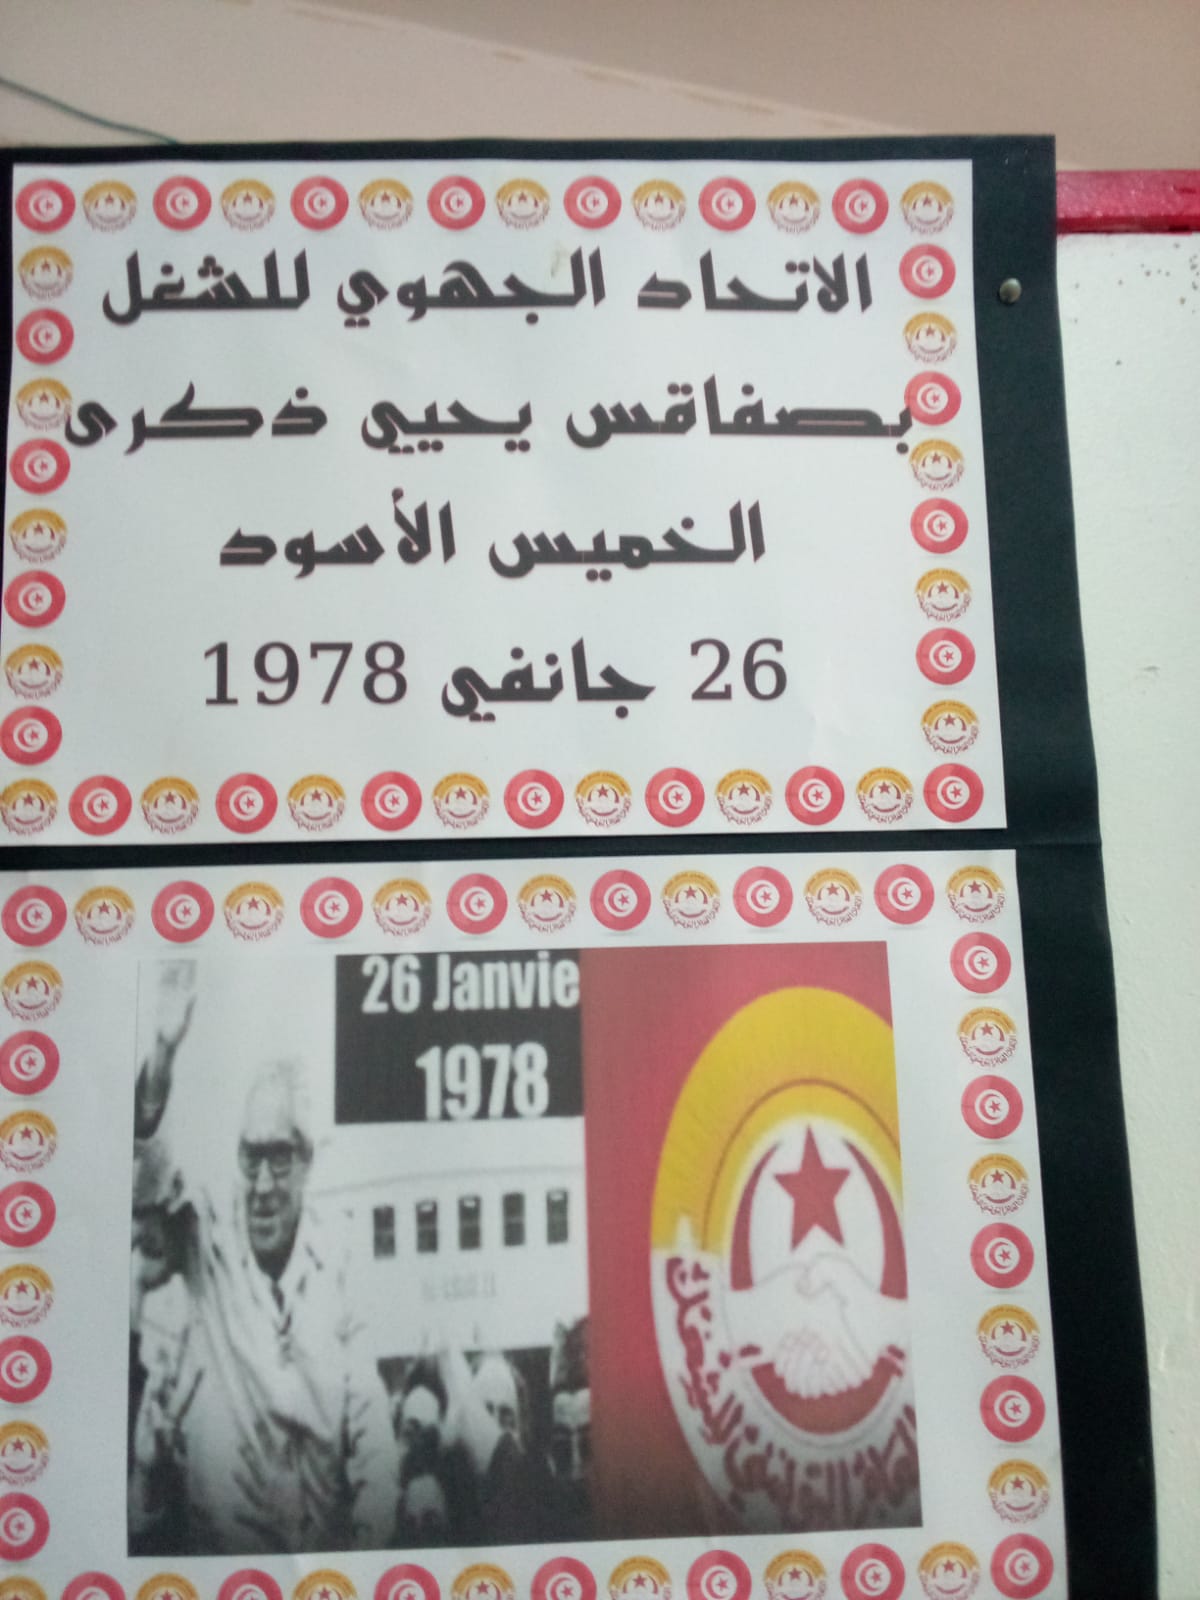 الاتحاد الجهوي للشغل
بصفاقس يحيي ذكرى
الخميس الأسود
26 جانفي 1978
26 Janvie
1978